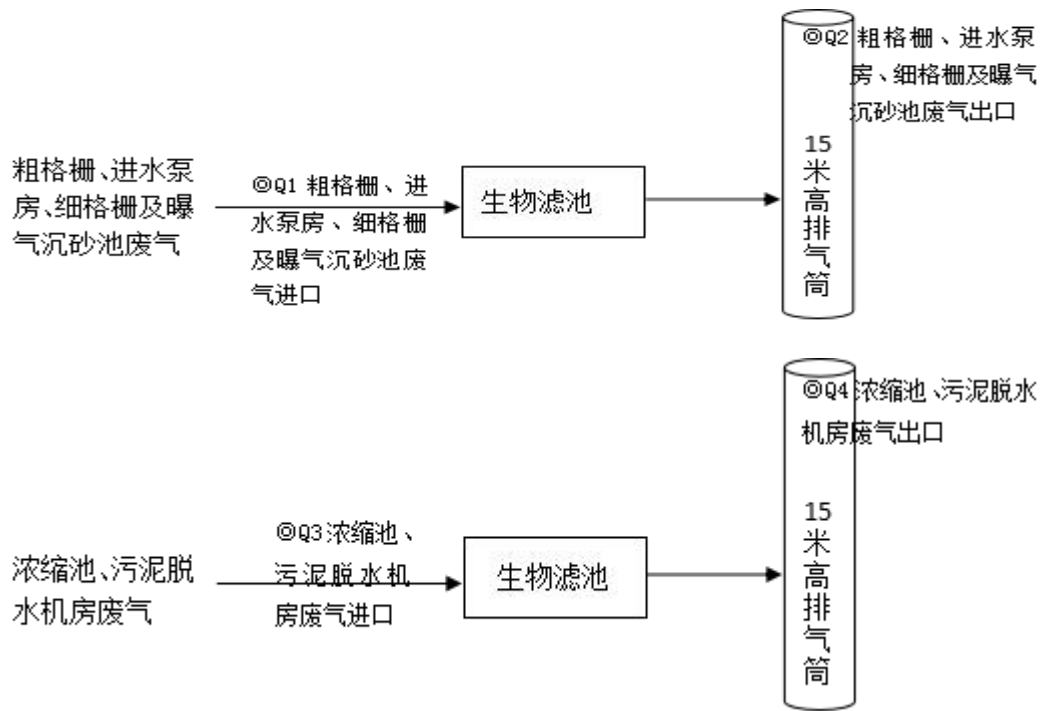 粗格栅、进水泵
房、细格栅及曝
气沉砂池废气
◎Q1 粗格栅、进
水泵房、细格栅
及曝气沉砂池废
气进口
生物滤池
◎Q2 粗格栅、进水泵
房、细格栅及曝气
沉砂池废气出口
15
米
高
排
气
筒
浓缩池、污泥脱
水机房废气
◎Q3 浓缩池、
污泥脱水机
房废气进口
生物滤池
◎Q4 浓缩池、污泥脱水
机房废气出口
15
米
高
排
气
筒